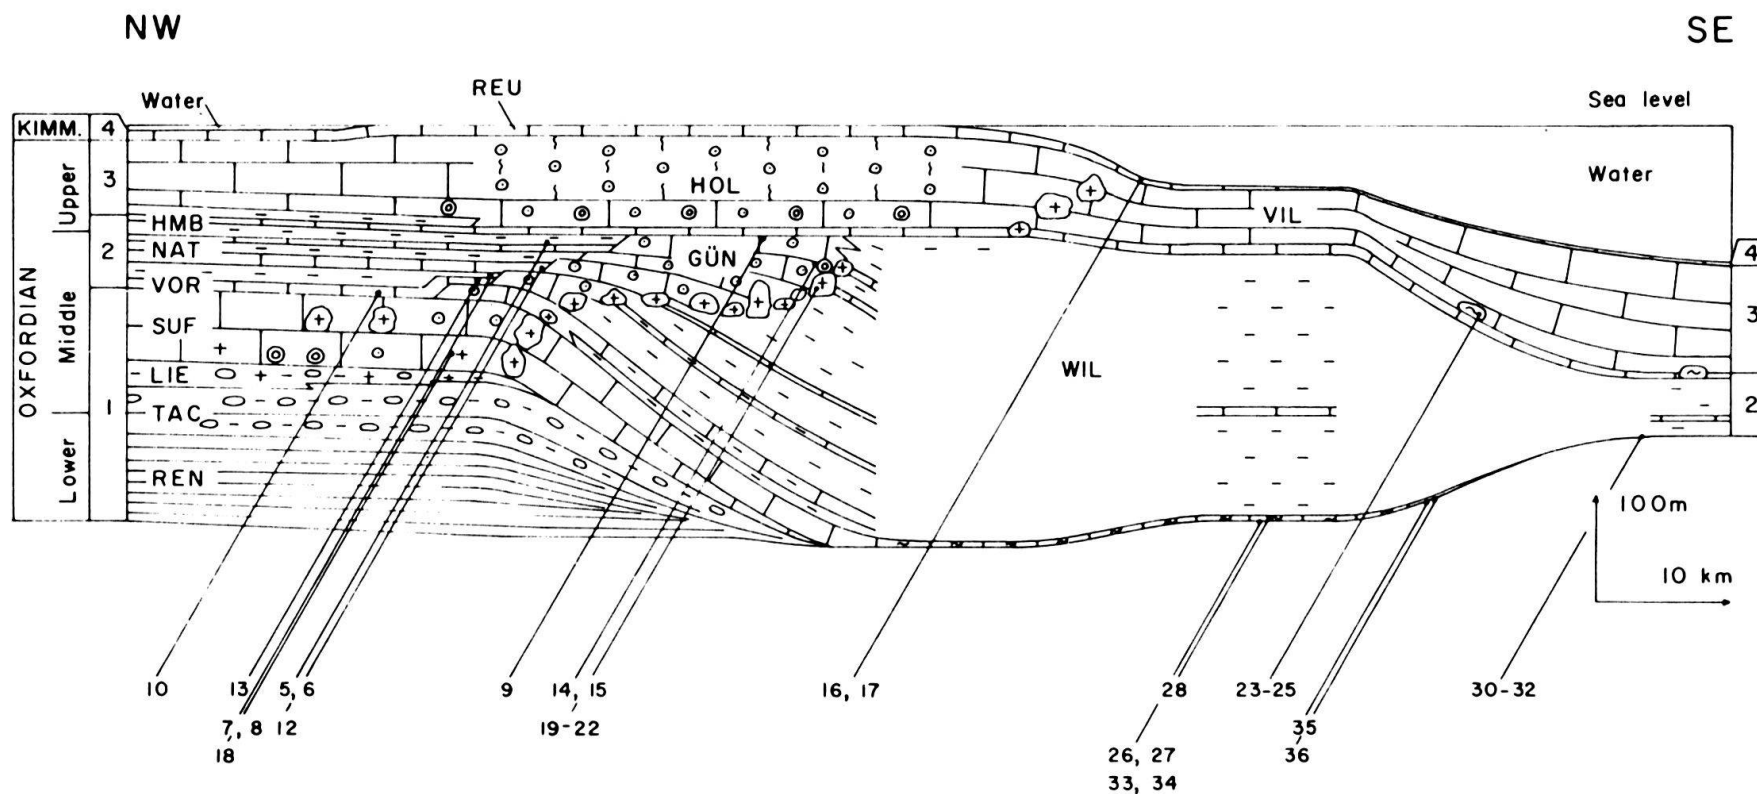 NW
SE
REU
Water
Sea level
KIMM.
4
Upper
3
HOL
Water
HMB
VIL
2
NAT
GÜN
4
VOR
OXFORDIAN
Middle
SUF
3
WIL
LIE
1
TAC
2
Lower
REN
100m
10 km
10
13
5, 6
9
14, 15
16, 17
28
23-25
30-32
7, 8
12
19-22
35
18
26, 27
36
33, 34